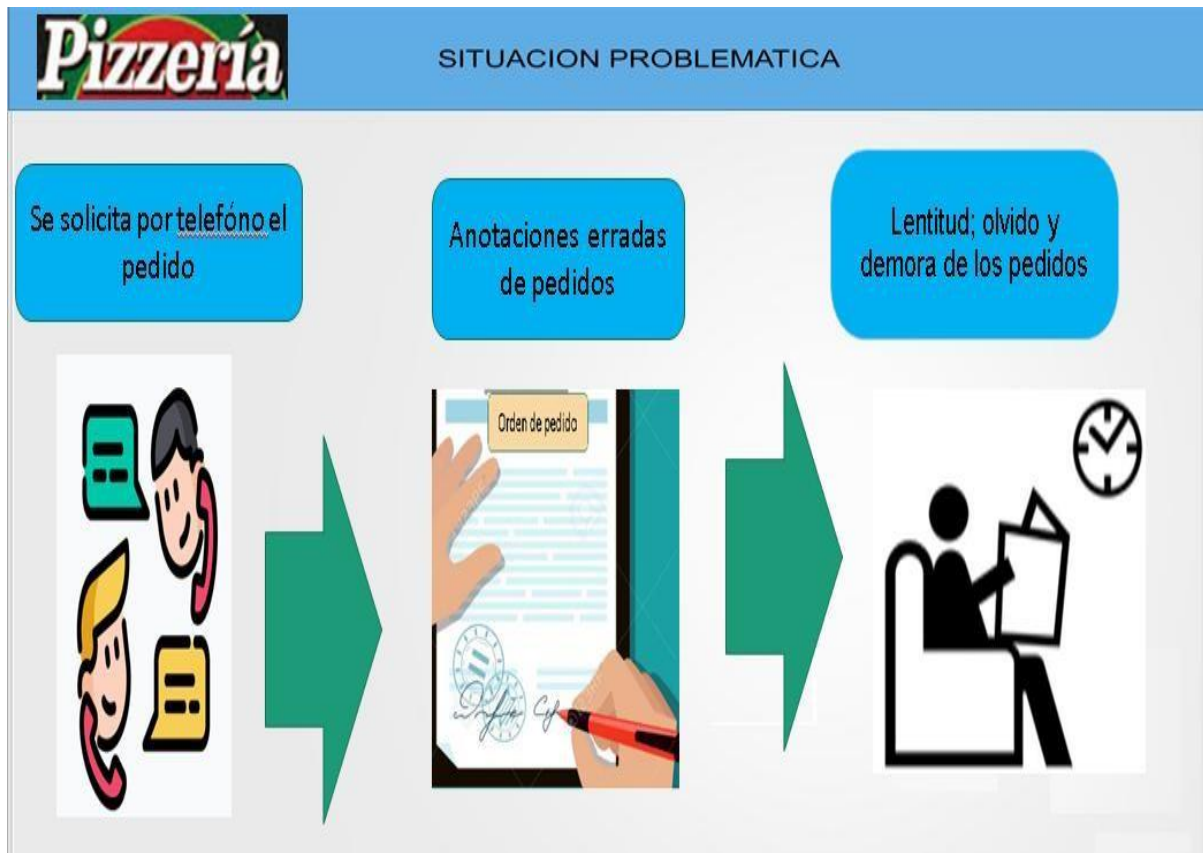 Pizzería
SITUACION PROBLEMATICA
Se solicita por telefóno el
pedido
Anotaciones erradas
de pedidos
Orden de pedido
Lentitud; olvido y
demora de los pedidos